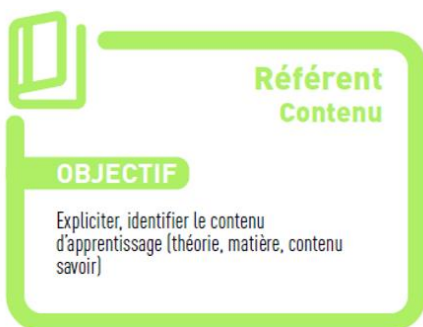 Référent
Contenu
OBJECTIF
Expliciter, identifier le contenu
d'apprentissage (théorie, matière, contenu
savoir)